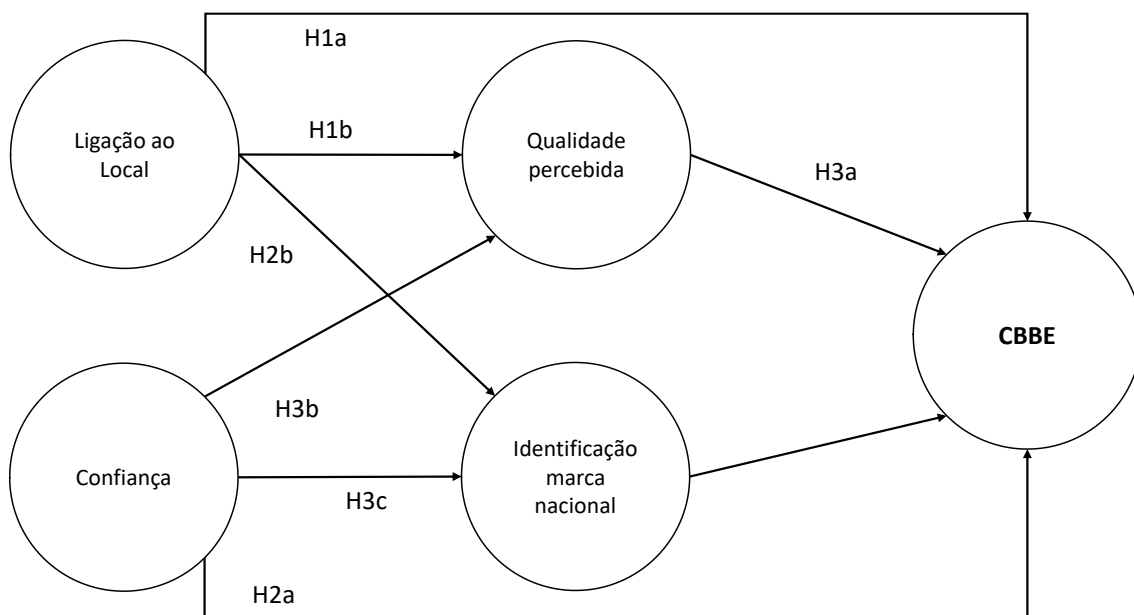 H1a
Ligação ao
Local
H1b
Qualidade
percebida
H3a
H2b
CBBE
Confiança
H3b
H3c
Identificação
marca
nacional
H2a